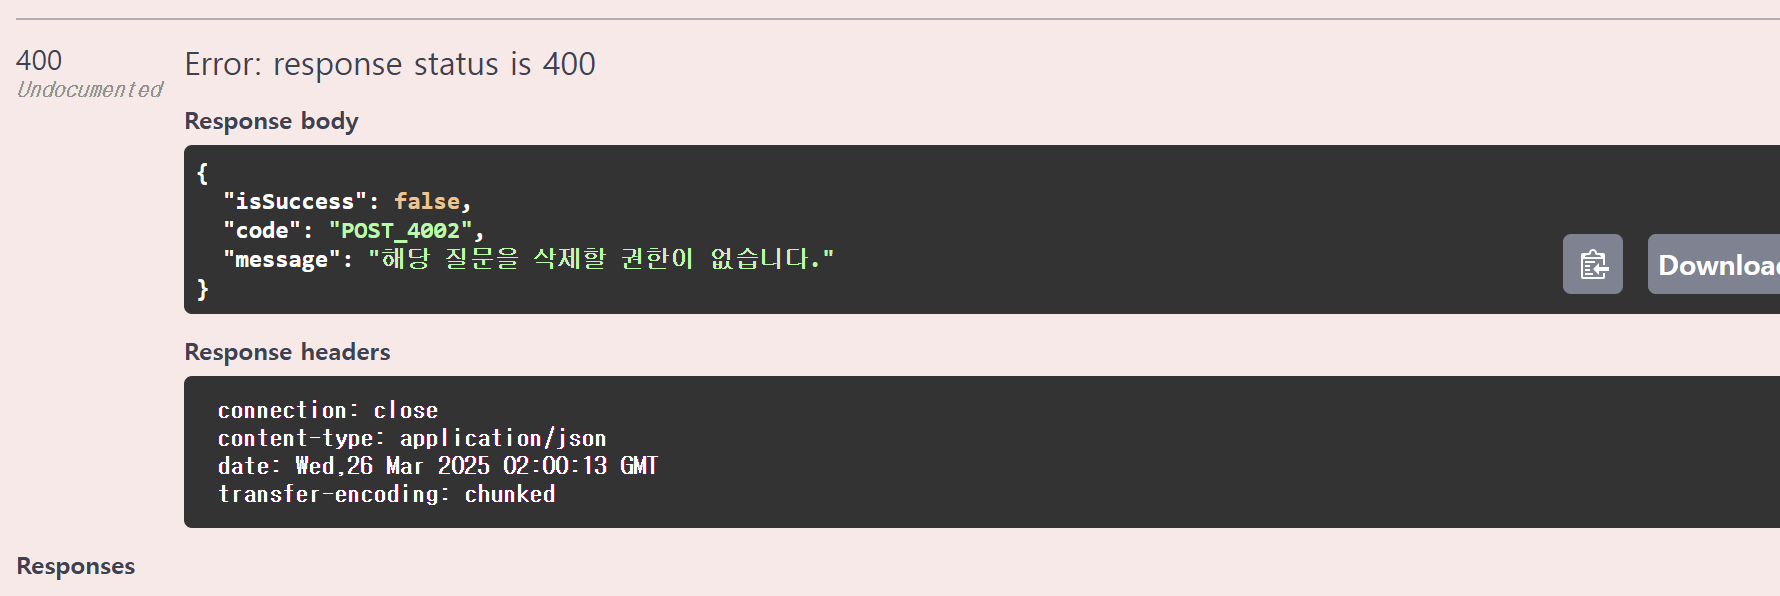 400
Undocumented
Error: response status is 400
Response body
{
"isSuccess": false,
"code": "POST_4002",
"message": "해당 질문을 삭제할 권한이 없습니다."
}
Download
Response headers
connection: close
content-type: application/json
date: Wed,26 Mar 2025 02:00:13 GMT
transfer-encoding: chunked
Responses